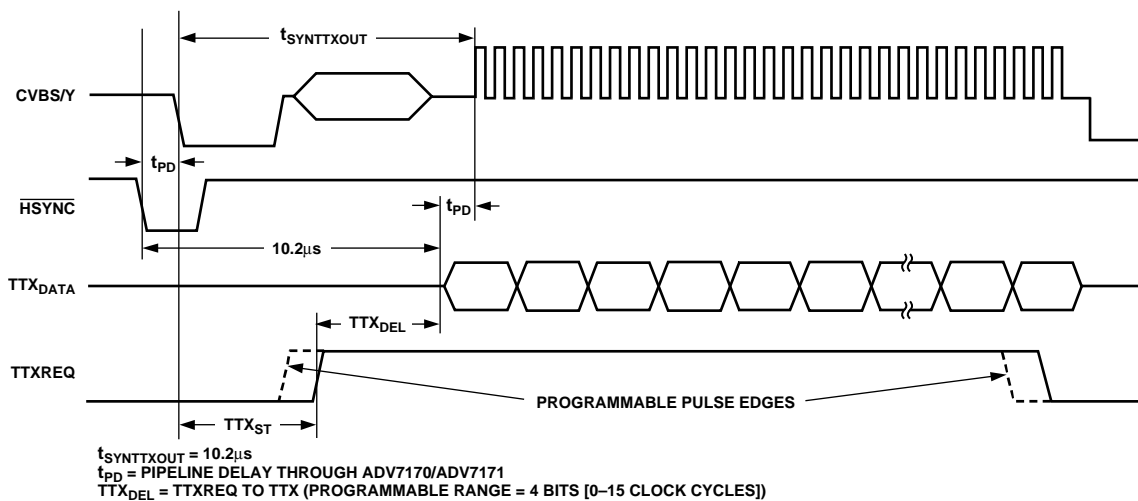 tSYNTTXOUT
CVBS/Y
tPD
HSYNC
tPD
10.2μs
TTXDATA
TTXDEL
TTXREQ
PROGRAMMABLE PULSE EDGES
TTXST
tSYNTTXOUT = 10.2μs
tPD = PIPELINE DELAY THROUGH ADV7170/ADV7171
TTXDEL = TTXREQ TO TTX (PROGRAMMABLE RANGE = 4 BITS [0–15 CLOCK CYCLES])